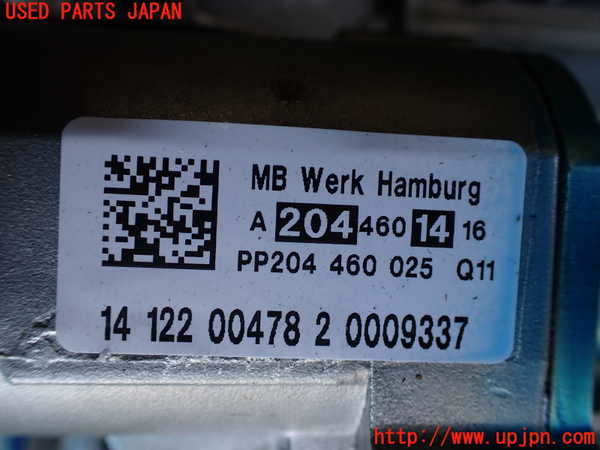 USED PARTS JAPAN
MB Werk Hamburg
A 204 460 14 16
PP204 460 025 Q11
14 122 00478 2 0009337
http://www.upjpn.com